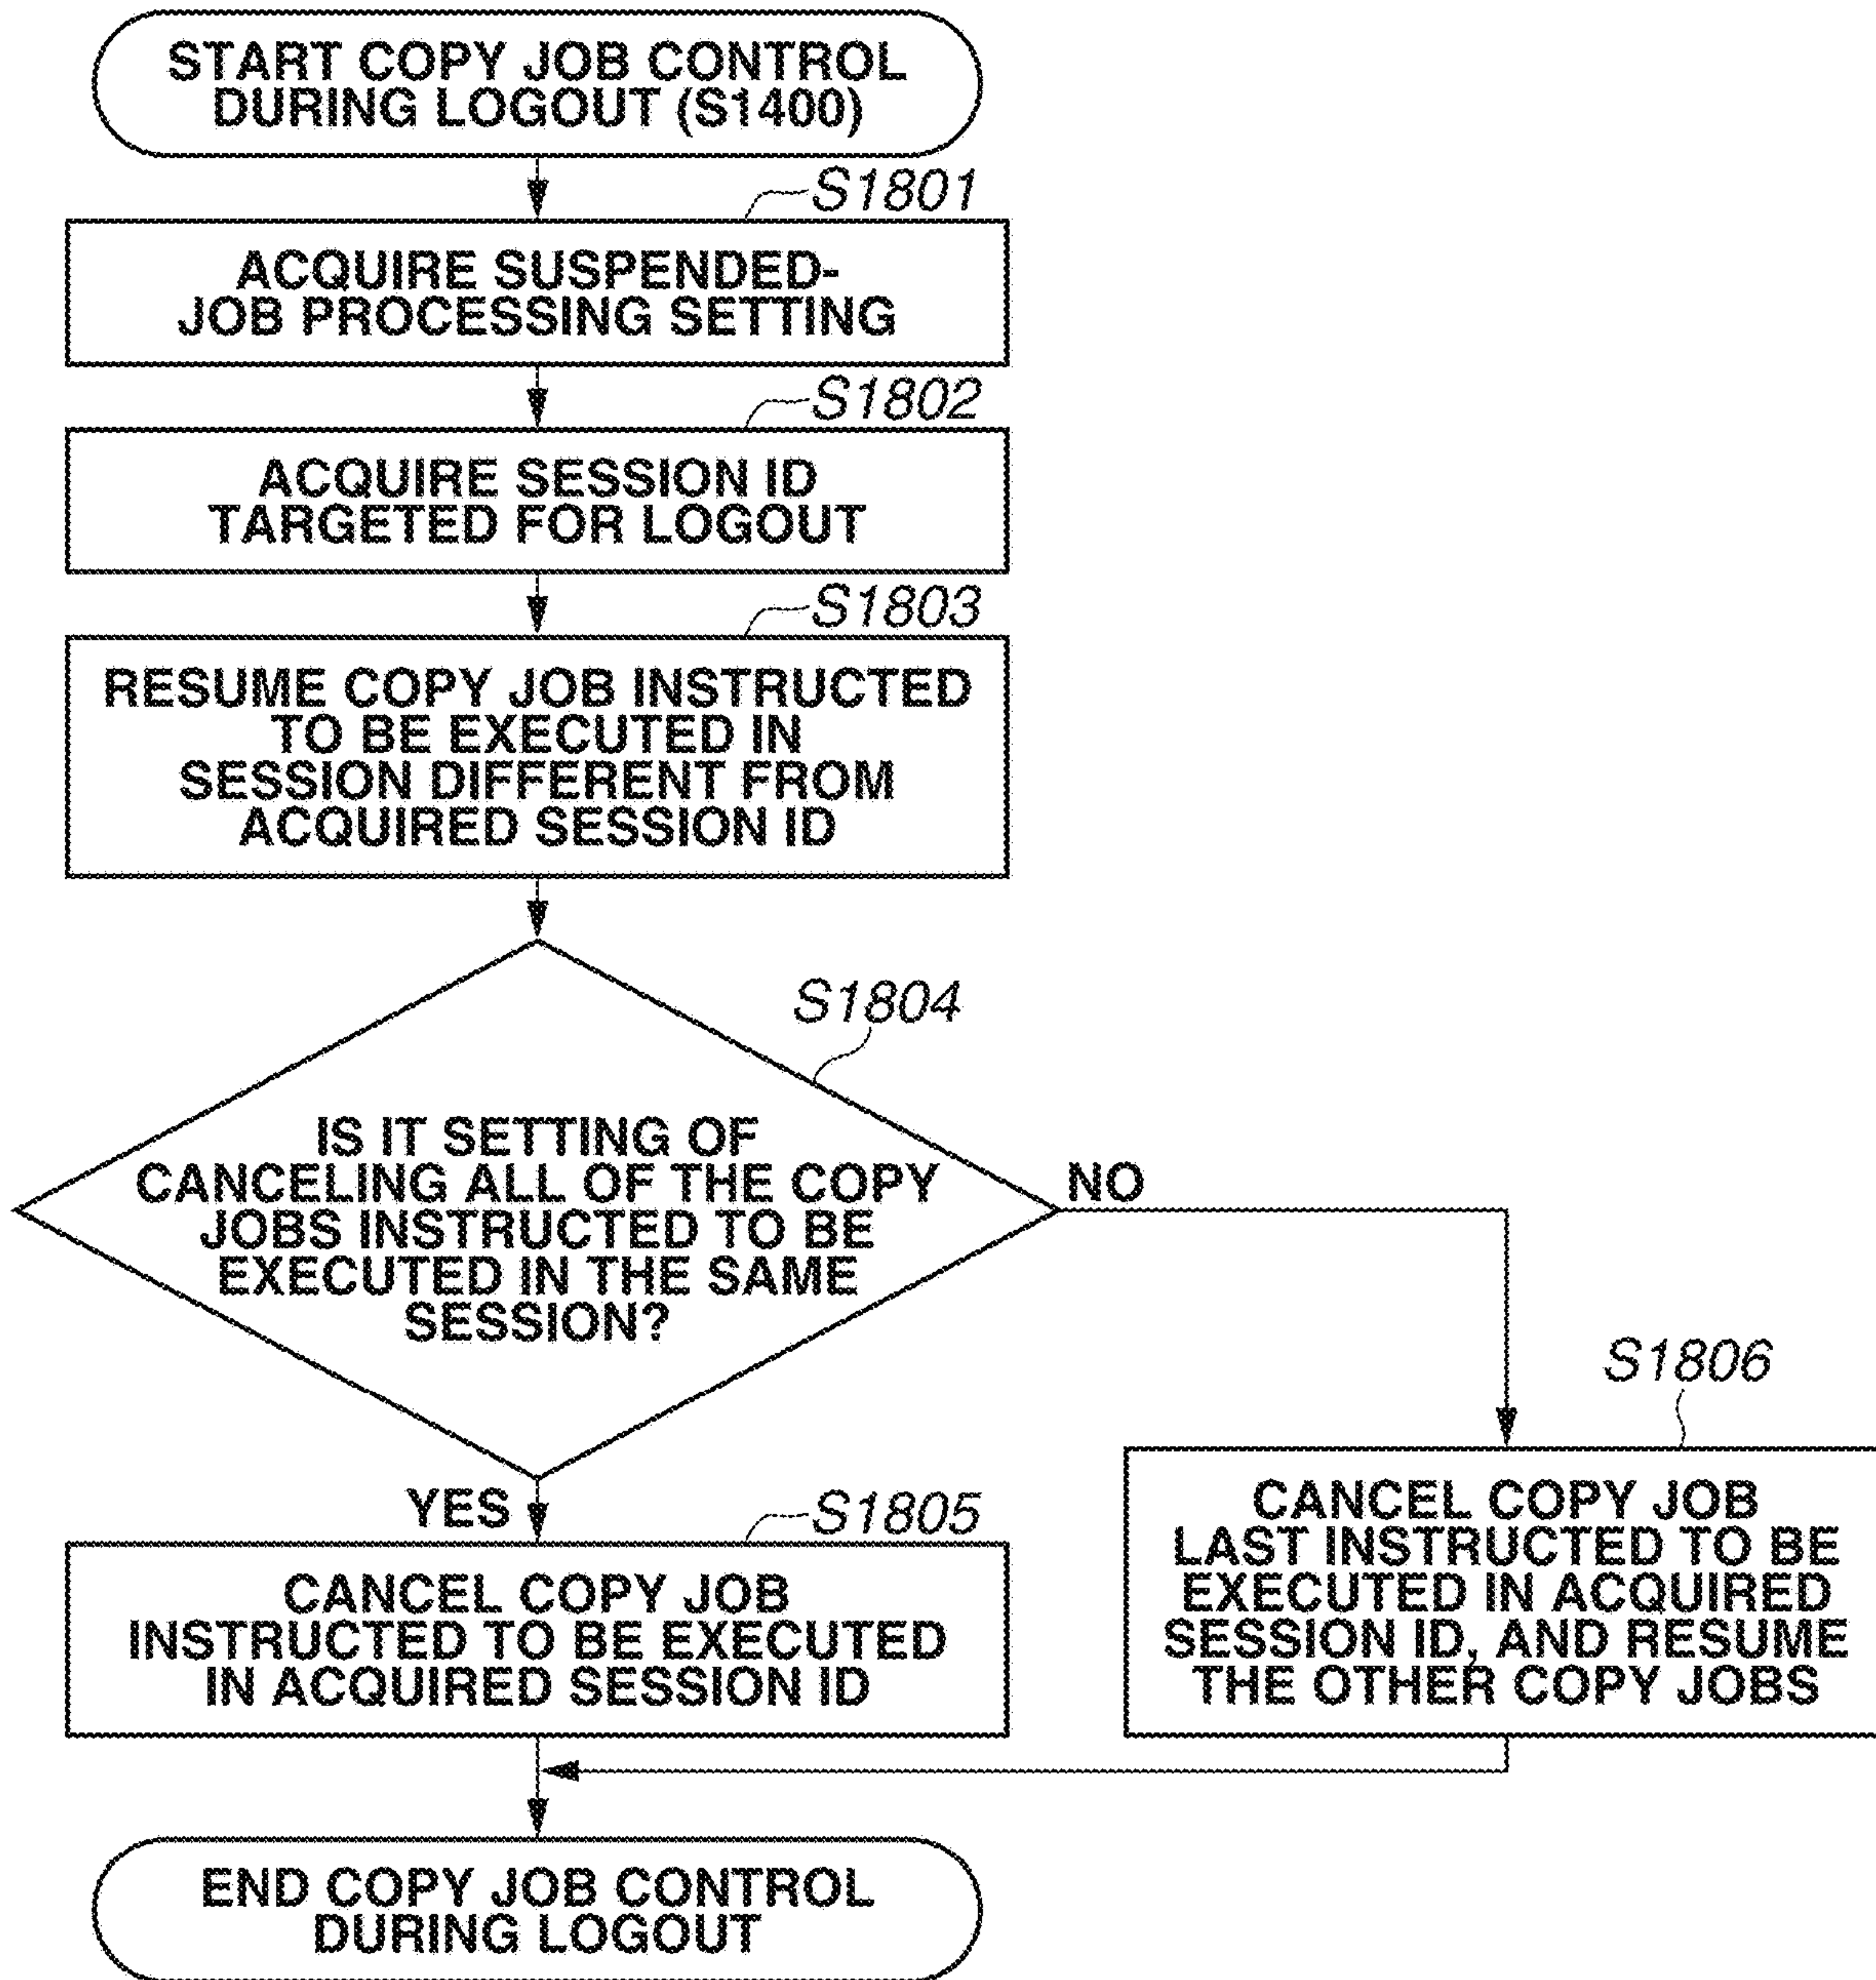 START COPY JOB CONTROL
DURING LOGOUT (S1400)
S1801
ACQUIRE SUSPENDED-
JOB PROCESSING SETTING
S1802
ACQUIRE SESSION ID
TARGETED FOR LOGOUT
S1803
RESUME COPY JOB INSTRUCTED
TO BE EXECUTED IN
SESSION DIFFERENT FROM
ACQUIRED SESSION ID
S1804
IS IT SETTING OF
CANCELING ALL OF THE COPY
JOBS INSTRUCTED TO BE
EXECUTED IN THE SAME
SESSION?
NO
YES
S1805
CANCEL COPY JOB
INSTRUCTED TO BE EXECUTED
IN ACQUIRED SESSION ID
S1806
CANCEL COPY JOB
LAST INSTRUCTED TO BE
EXECUTED IN ACQUIRED
SESSION ID, AND RESUME
THE OTHER COPY JOBS
END COPY JOB CONTROL
DURING LOGOUT